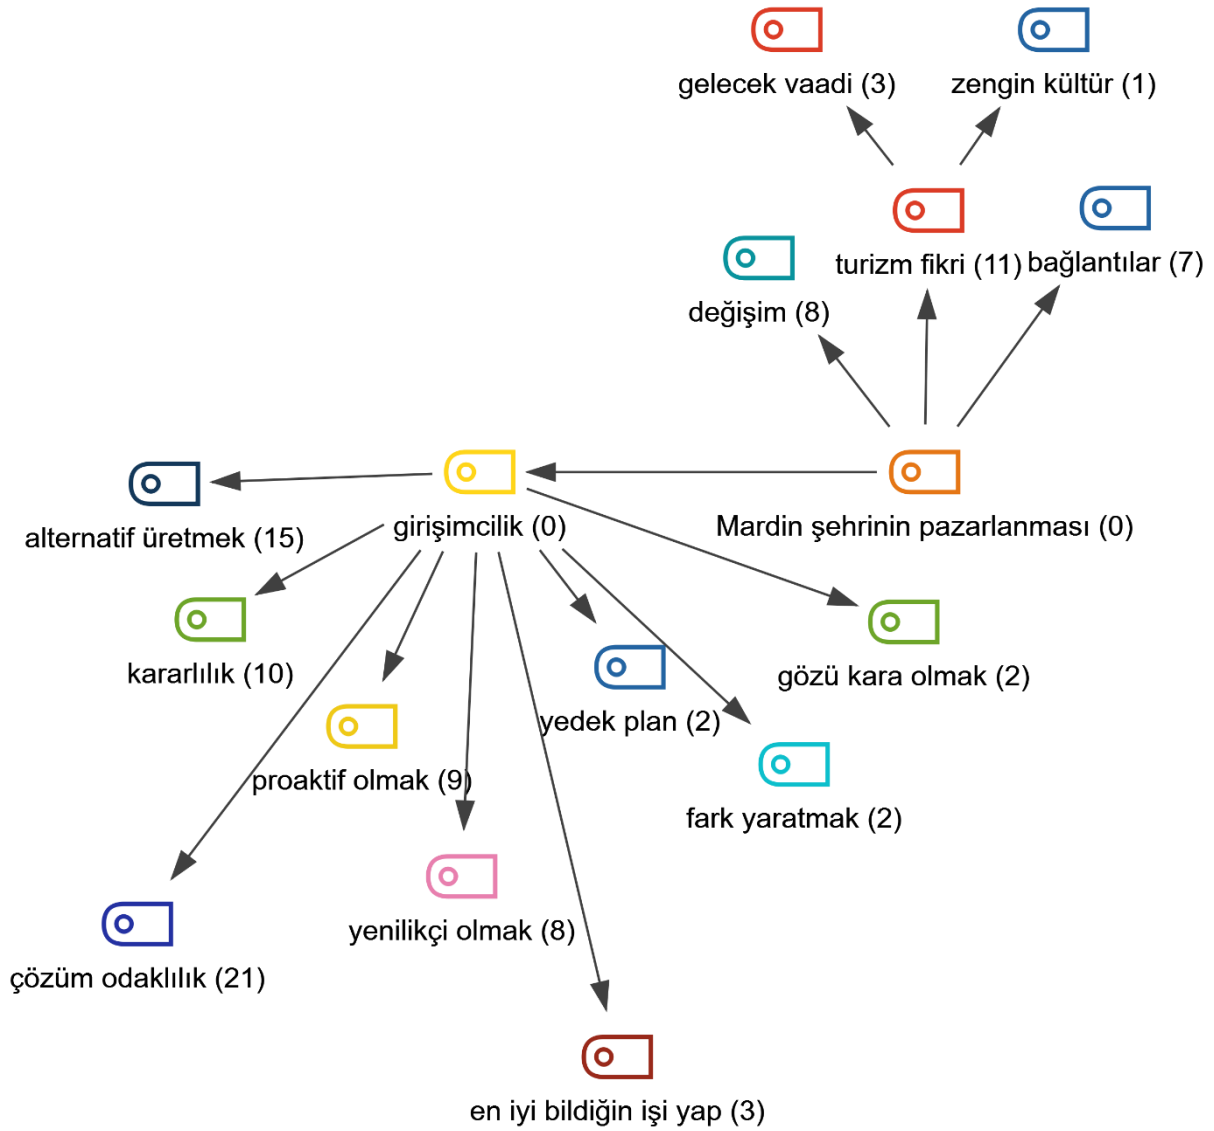 gelecek vaadi (3)
zengin kültür (1)
turizm fikri (11)
bağlantılar (7)
değişim (8)
girişimcilik (0)
Mardin şehrinin pazarlanması (0)
alternatif üretmek (15)
kararlılık (10)
gözü kara olmak (2)
yedek plan (2)
proaktif olmak (9)
fark yaratmak (2)
yenilikçi olmak (8)
çözüm odaklılık (21)
en iyi bildiğin işi yap (3)